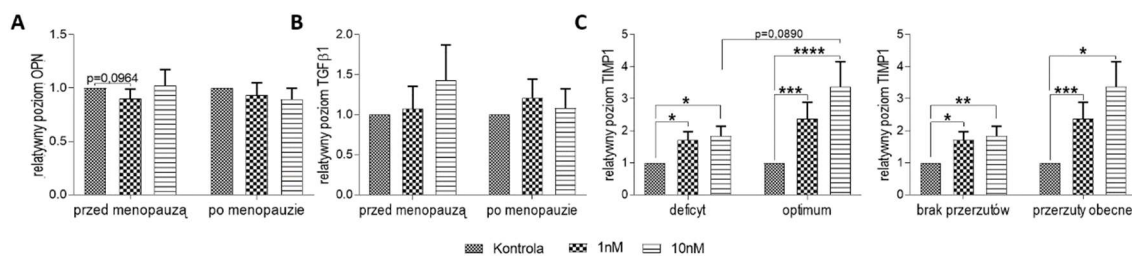 A
relatywny poziom OPN
1.5
1.0
0.5
0.0
p=0,0964
przed menopauzą
po menopauzie
B
relatywny poziom TGFβ1
2.0
1.5
1.0
0.5
0.0
przed menopauzą
po menopauzie
C
relatywny poziom TIMP1
5
4
3
2
1
0
p=0,0890
****
***
*
*
deficyt
optimum
relatywny poziom TIMP1
5
4
3
2
1
0
*
***
**
*
brak przerzutów
przerzuty obecne
Kontrola
1nM
10nM